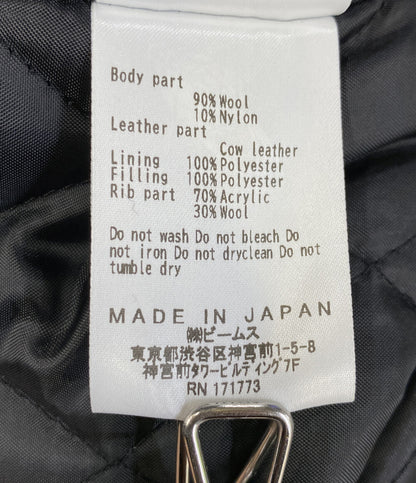 Body part
90%Wool
10%Nylon
Leather part
Cow leather
Lining 100%Polyester
Filling 100%Polyester
Rib part 70%Acrylic
30%Wool
Do not wash Do not bleach Do
not iron Do not dryclean Do not
tumble dry
MADE IN JAPAN
㈱ビームス
東京都渋谷区神宮前1-5-8
神宮前タワービルディング7F
RN 171773